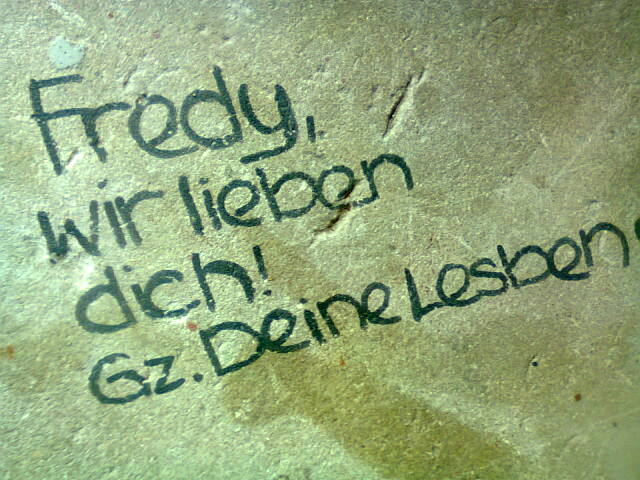 Fredy,
wir lieben
dich!
Gz. Deine Lesben